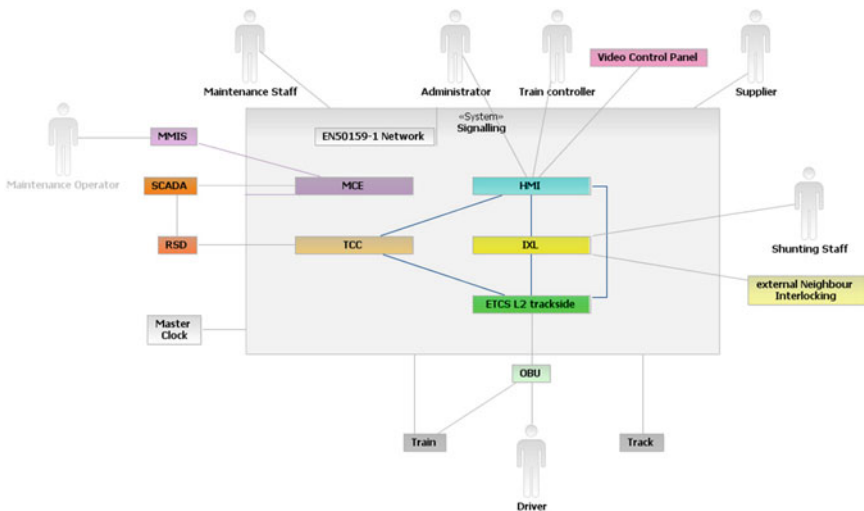 Video Control Panel
Maintenance Staff
Administrator
Train controller
Supplier
«System»
Signalling
EN50159-1 Network
MMIS
Maintenance Operator
SCADA
MCE
HMI
RSD
TCC
IXL
Shunting Staff
external Neighbour
Interlocking
ETCS L2 trackside
Master
Clock
OBU
Train
Track
Driver